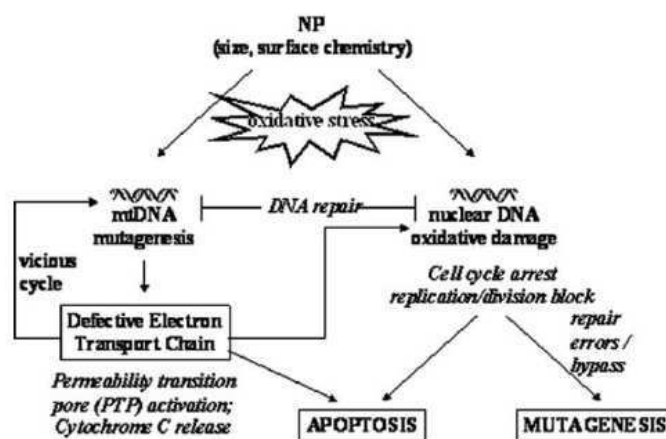 NP
(size, surface chemistry)
oxidative stress
mtDNA
mutagenesis
DNA repair
nuclear DNA
oxidative damage
vicious
cycle
Cell cycle arrest
replication/division block
Defective Electron
Transport Chain
repair
errors /
bypass
Permeability transition
pore (PTP) activation;
Cytochrome C release
APOPTOSIS
MUTAGENESIS